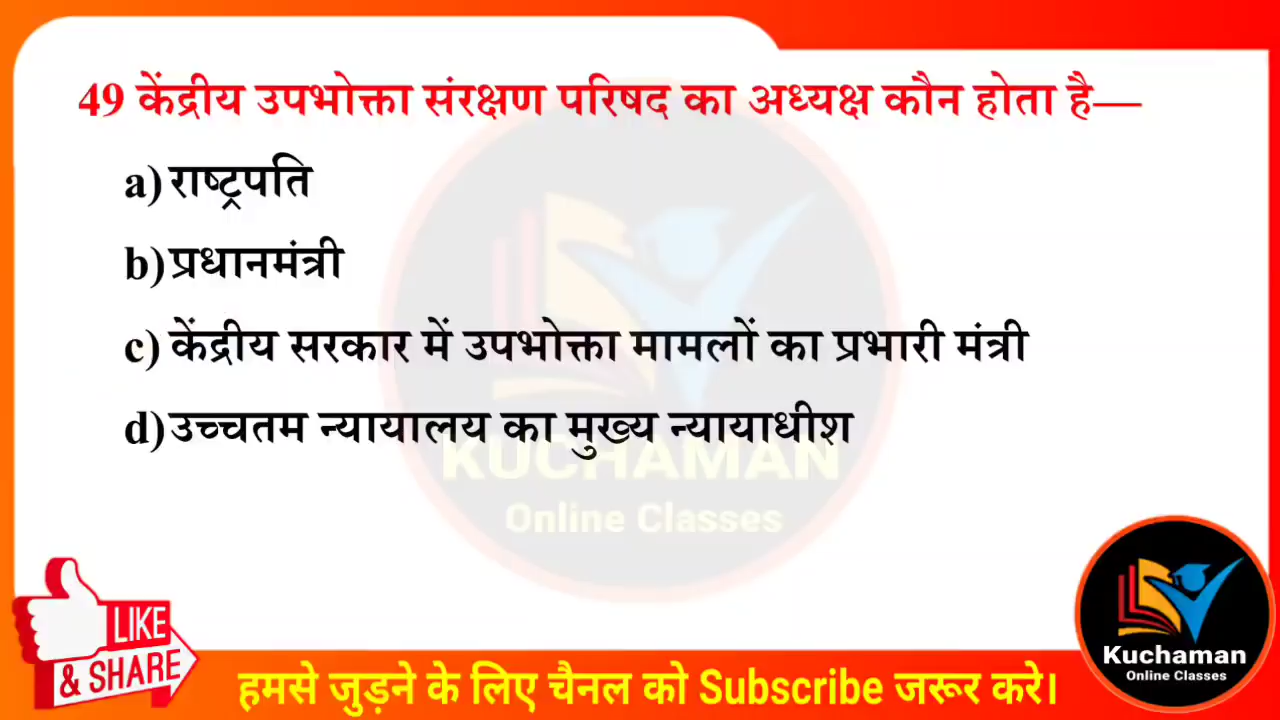 49 केंद्रीय उपभोक्ता संरक्षण परिषद का अध्यक्ष कौन होता है—
a) राष्ट्रपति
b) प्रधानमंत्री
c) केंद्रीय सरकार में उपभोक्ता मामलों का प्रभारी मंत्री
d) उच्चतम न्यायालय का मुख्य न्यायाधीश
KUCHAMAN
Online Classes
LIKE
& SHARE
Kuchaman
Online Classes
हमसे जुड़ने के लिए चैनल को Subscribe जरूर करे।